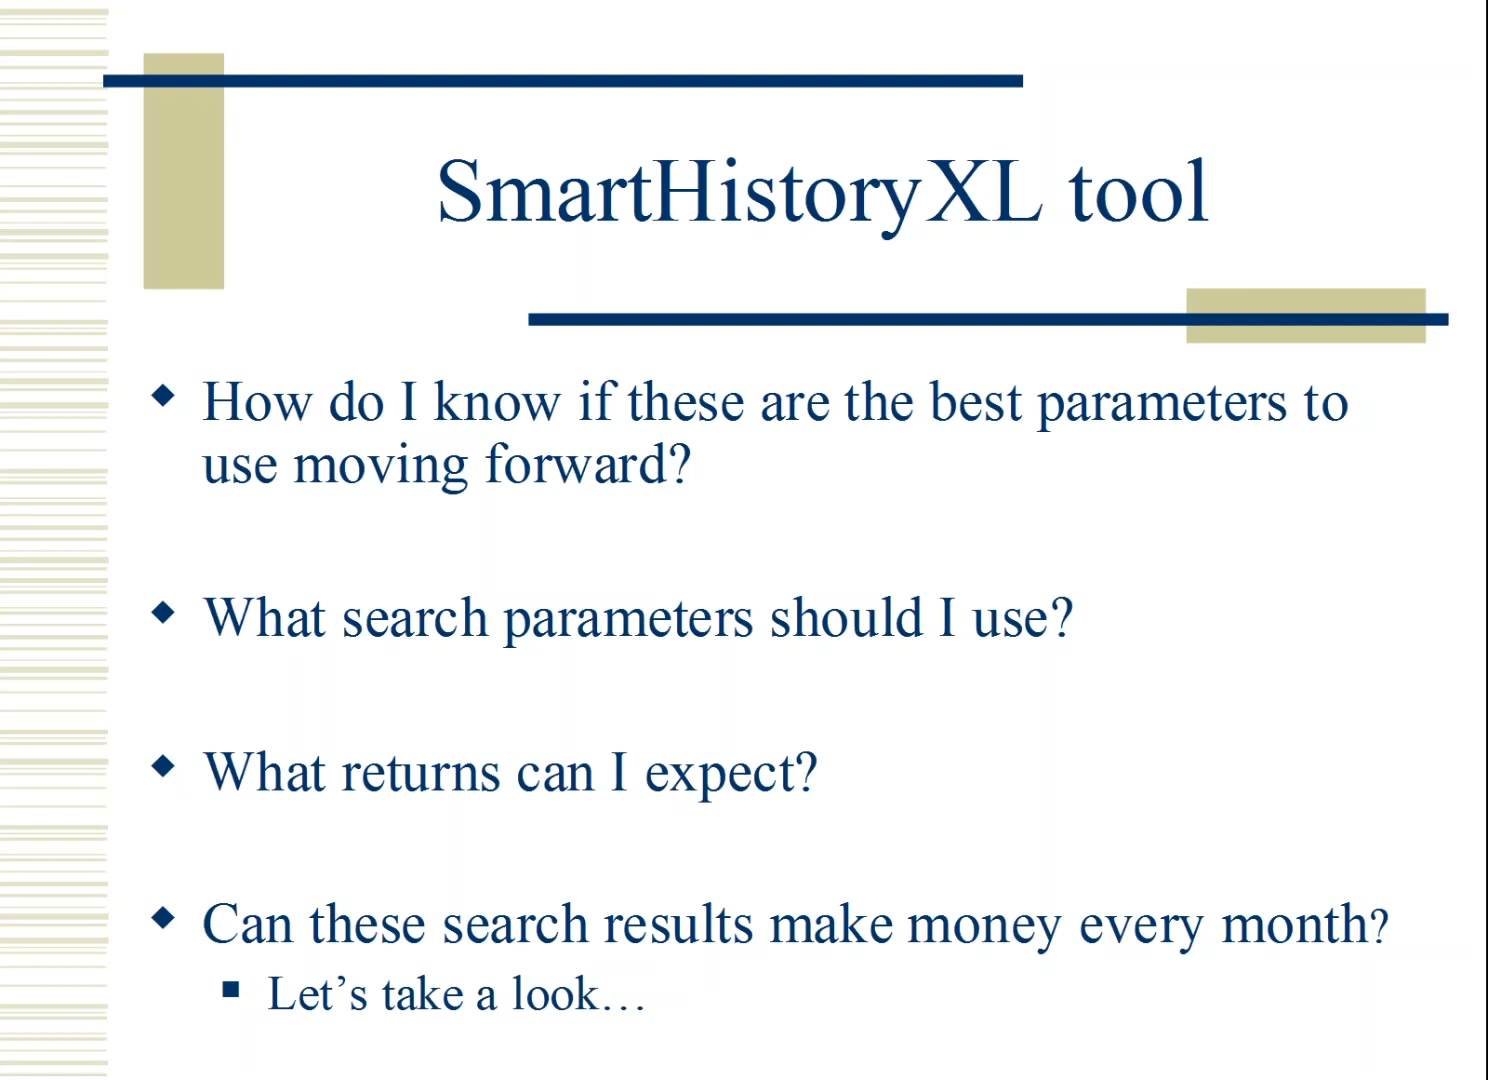 SmartHistoryXL tool
How do I know if these are the best parameters to
use moving forward?
What search parameters should I use?
What returns can I expect?
Can these search results make money every month?
Let’s take a look…